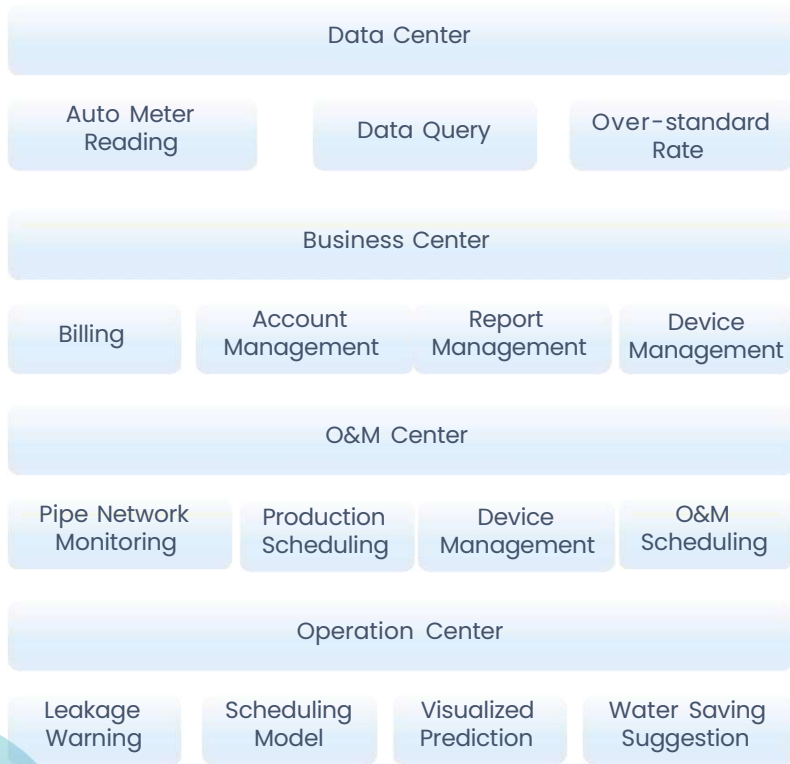 Data Center
Auto Meter
Reading
Data Query
Over-standard
Rate
Business Center
Billing
Account
Management
Report
Management
Device
Management
O&M Center
Pipe Network
Monitoring
Production
Scheduling
Device
Management
O&M
Scheduling
Operation Center
Leakage
Warning
Scheduling
Model
Visualized
Prediction
Water Saving
Suggestion